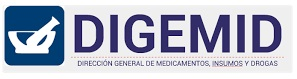 DIGEMID
DIRECCIÓN GENERAL DE MEDICAMENTOS, INSUMOS Y DROGAS